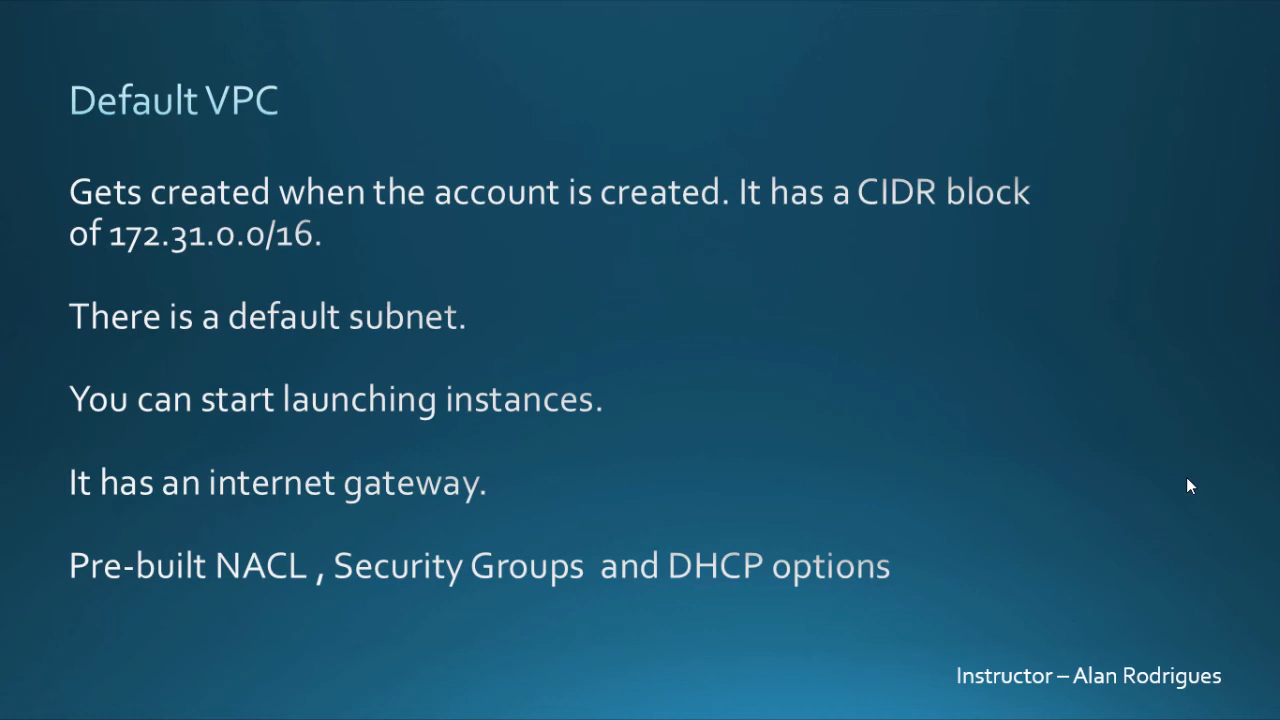 Default VPC
Gets created when the account is created. It has a CIDR block
of 172.31.0.0/16.
There is a default subnet.
You can start launching instances.
It has an internet gateway.
Pre-built NACL , Security Groups  and DHCP options
Instructor – Alan Rodrigues